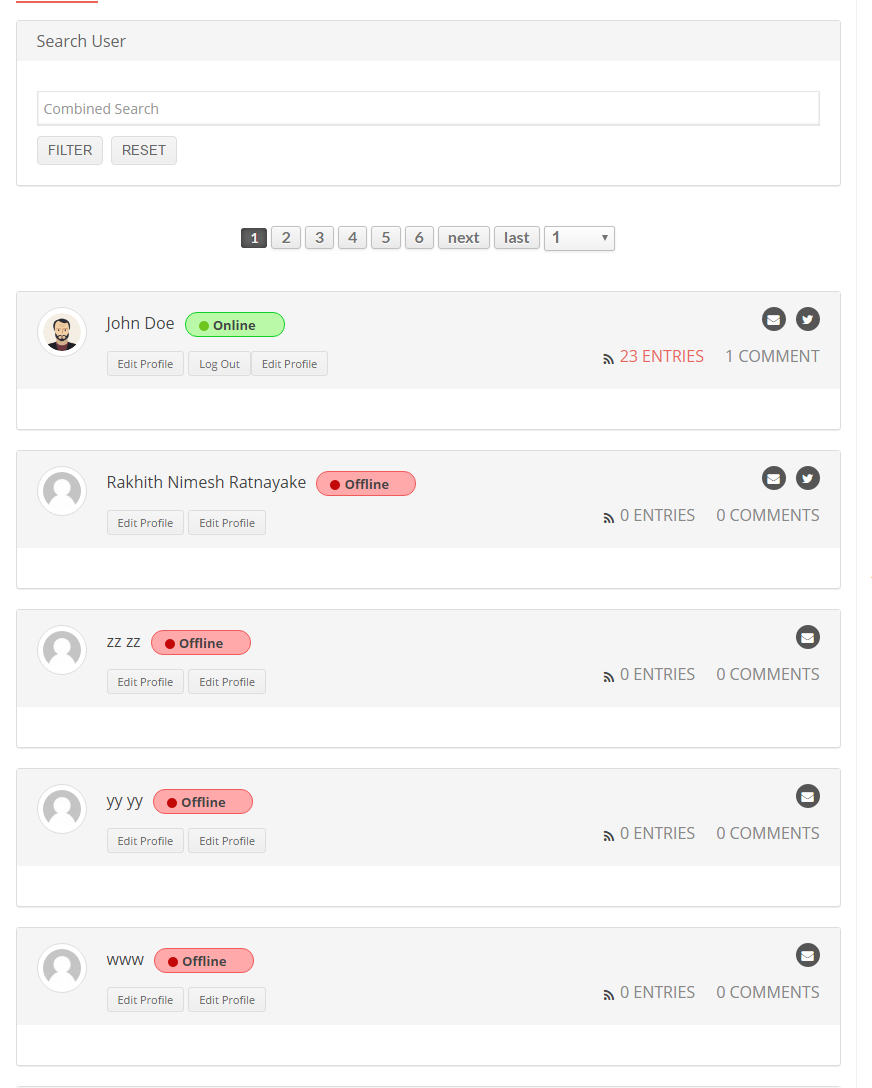 Search User
Combined Search
FILTER RESET
1 2 3 4 5 6 next last 1
John Doe Online
Edit Profile Log Out Edit Profile 23 ENTRIES 1 COMMENT
Rakhith Nimesh Ratnayake Offline
Edit Profile Edit Profile 0 ENTRIES 0 COMMENTS
zz zz Offline
Edit Profile Edit Profile 0 ENTRIES 0 COMMENTS
yy yy Offline
Edit Profile Edit Profile 0 ENTRIES 0 COMMENTS
www Offline
Edit Profile Edit Profile 0 ENTRIES 0 COMMENTS